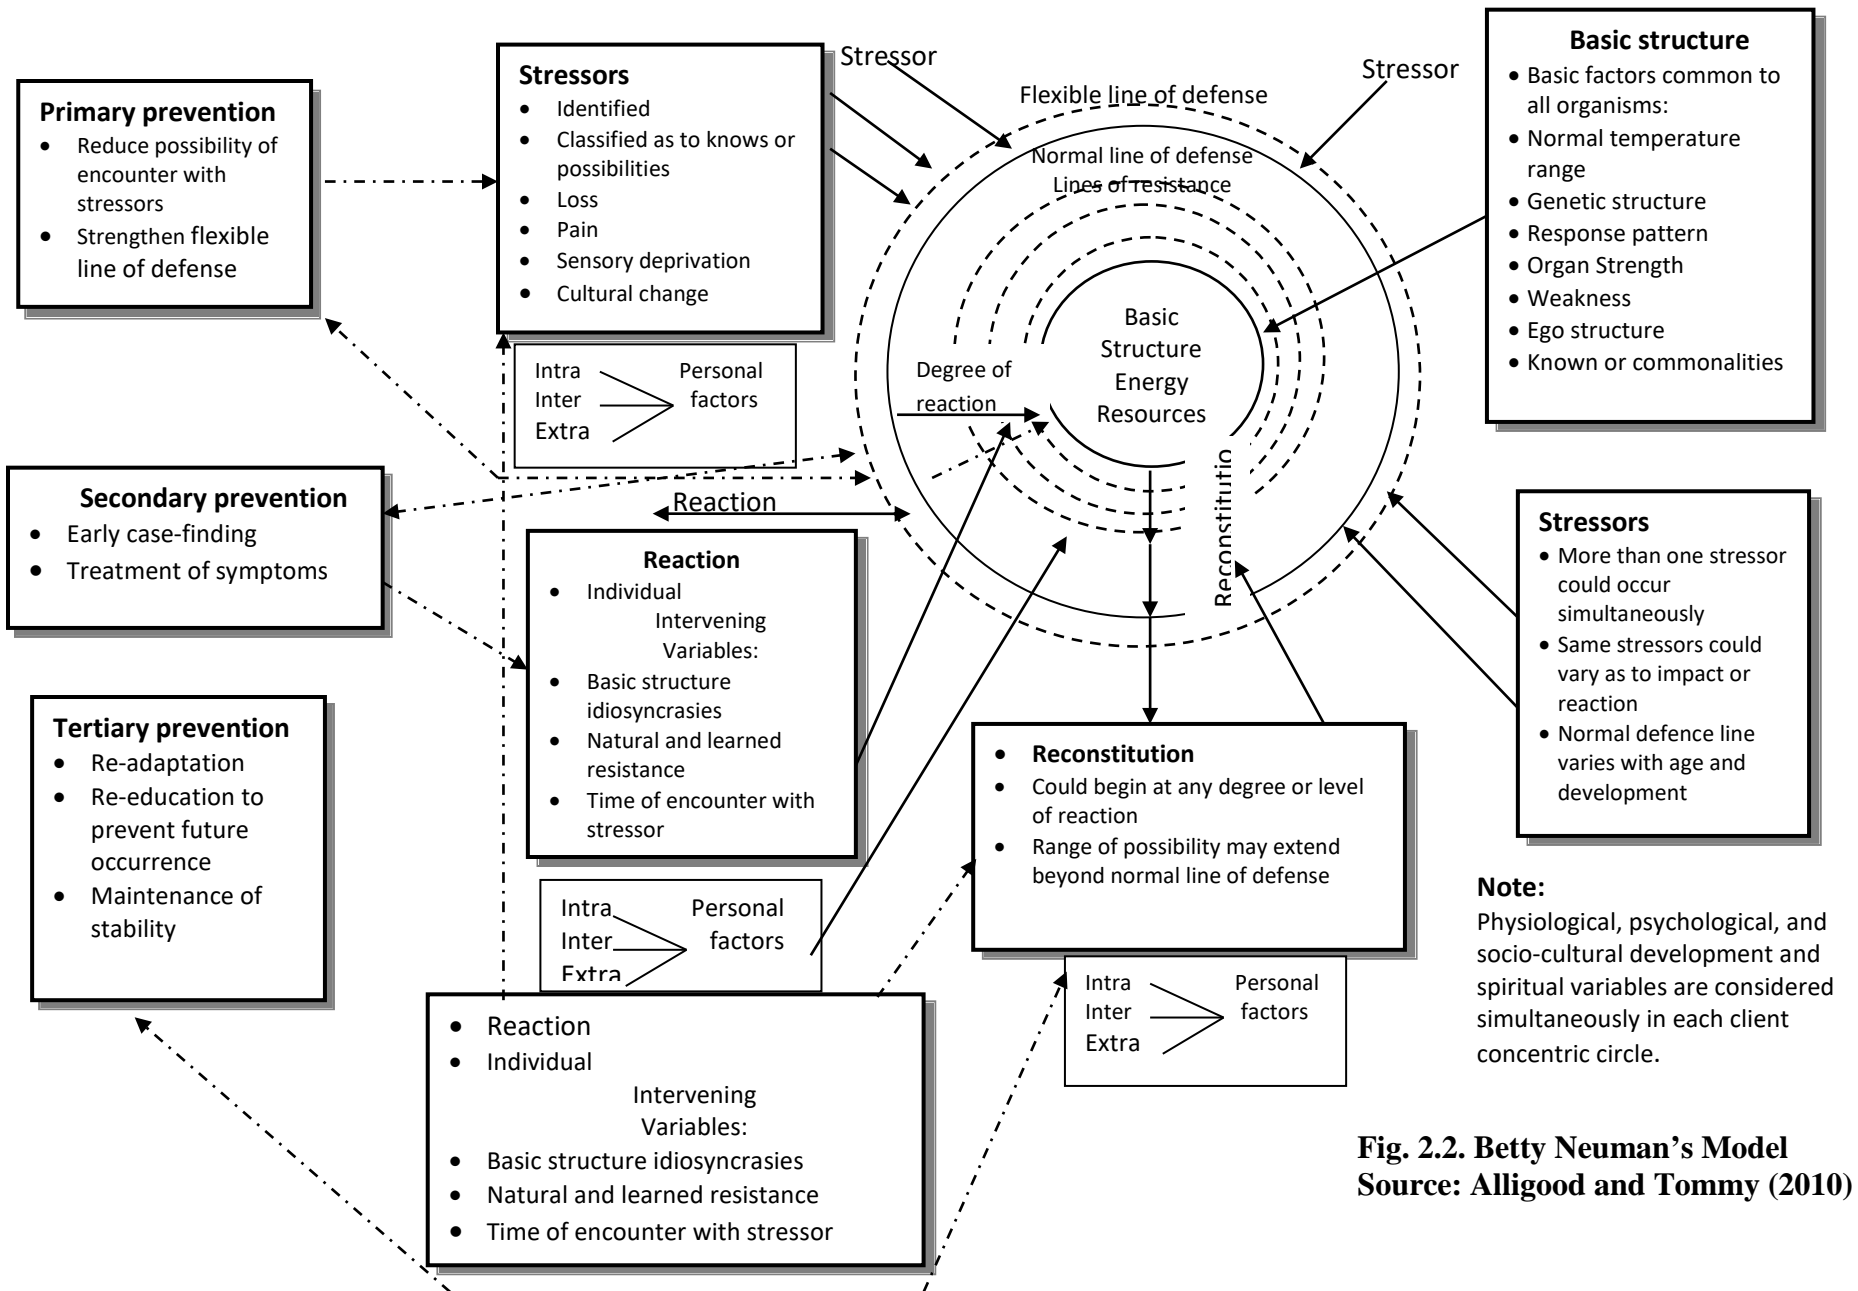 Primary prevention
• Reduce possibility of
encounter with
stressors
• Strengthen flexible
line of defense
Stressors
• Identified
• Classified as to knows or
possibilities
• Loss
• Pain
• Sensory deprivation
• Cultural change
Intra
Inter
Extra
Personal
factors
Stressor
Stressor
Flexible line of defense
Normal line of defense
Lines of resistance
Degree of
reaction
Basic
Structure
Energy
Resources
Reconstitutio
Reaction
Basic structure
• Basic factors common to
all organisms:
• Normal temperature
range
• Genetic structure
• Response pattern
• Organ Strength
• Weakness
• Ego structure
• Known or commonalities
Secondary prevention
• Early case-finding
• Treatment of symptoms
Reaction
• Individual
Intervening
Variables:
• Basic structure
idiosyncrasies
• Natural and learned
resistance
• Time of encounter with
stressor
Stressors
• More than one stressor
could occur
simultaneously
• Same stressors could
vary as to impact or
reaction
• Normal defence line
varies with age and
development
Tertiary prevention
• Re-adaptation
• Re-education to
prevent future
occurrence
• Maintenance of
stability
Intra
Inter
Extra
Personal
factors
• Reconstitution
• Could begin at any degree or level
of reaction
• Range of possibility may extend
beyond normal line of defense
Intra
Inter
Extra
Personal
factors
Note:
Physiological, psychological, and
socio-cultural development and
spiritual variables are considered
simultaneously in each client
concentric circle.
• Reaction
• Individual
Intervening
Variables:
• Basic structure idiosyncrasies
• Natural and learned resistance
• Time of encounter with stressor
Fig. 2.2. Betty Neuman’s Model
Source: Alligood and Tommy (2010)